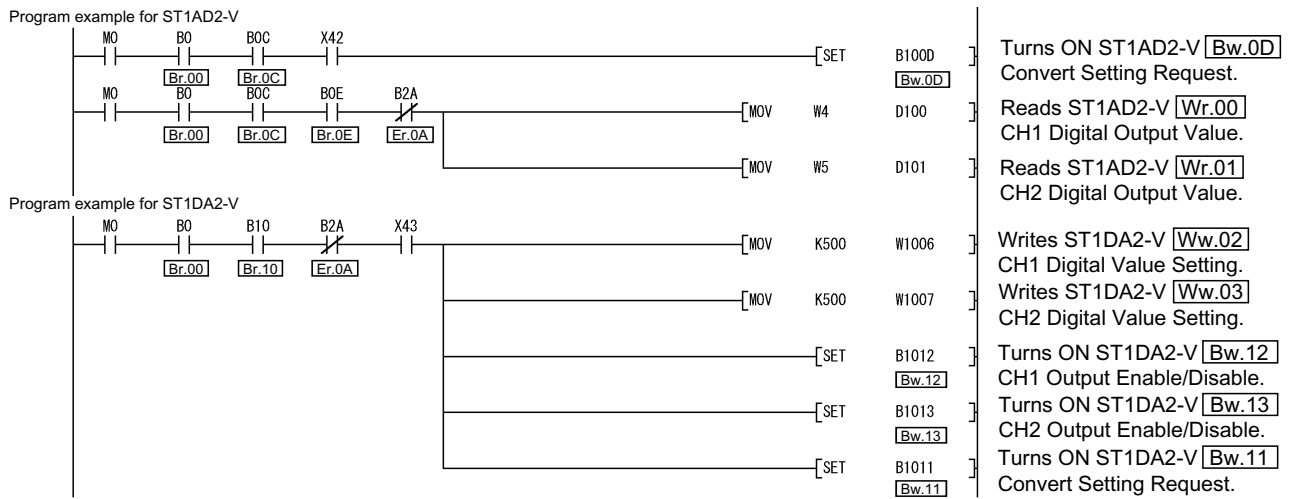 Program example for ST1AD2-V
M0 B0 B0C X42
[SET B100D ]
Turns ON ST1AD2-V Bw.0D
Br.00 Br.0C Bw.0D
Convert Setting Request.
M0 B0 B0C B0E B2A
[MOV W4 D100 ]
Reads ST1AD2-V Wr.00
Br.00 Br.0C Br.0E Er.0A
CH1 Digital Output Value.
[MOV W5 D101 ]
Reads ST1AD2-V Wr.01
CH2 Digital Output Value.
Program example for ST1DA2-V
M0 B0 B10 B2A X43
[MOV K500 W1006 ]
Writes ST1DA2-V Ww.02
Br.00 Br.10 Er.0A
CH1 Digital Value Setting.
[MOV K500 W1007 ]
Writes ST1DA2-V Ww.03
CH2 Digital Value Setting.
[SET B1012 ]
Turns ON ST1DA2-V Bw.12
Bw.12
CH1 Output Enable/Disable.
[SET B1013 ]
Turns ON ST1DA2-V Bw.13
Bw.13
CH2 Output Enable/Disable.
[SET B1011 ]
Turns ON ST1DA2-V Bw.11
Bw.11
Convert Setting Request.